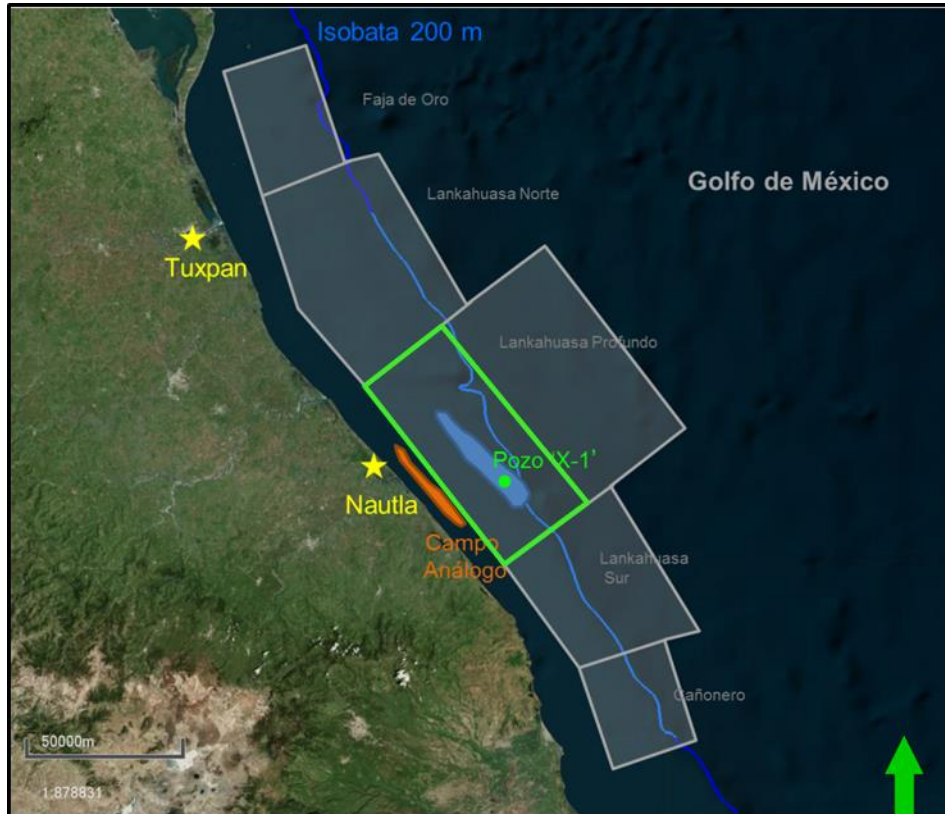 Isobata 200 m
Faja de Oro
Golfo de México
Lankahuasa Norte
Tuxpan
Lankahuasa Profundo
Pozo 'X-1'
Nautla
Campo
Análogo
Lankahuasa
Sur
Cañonero
50000m
1:878831